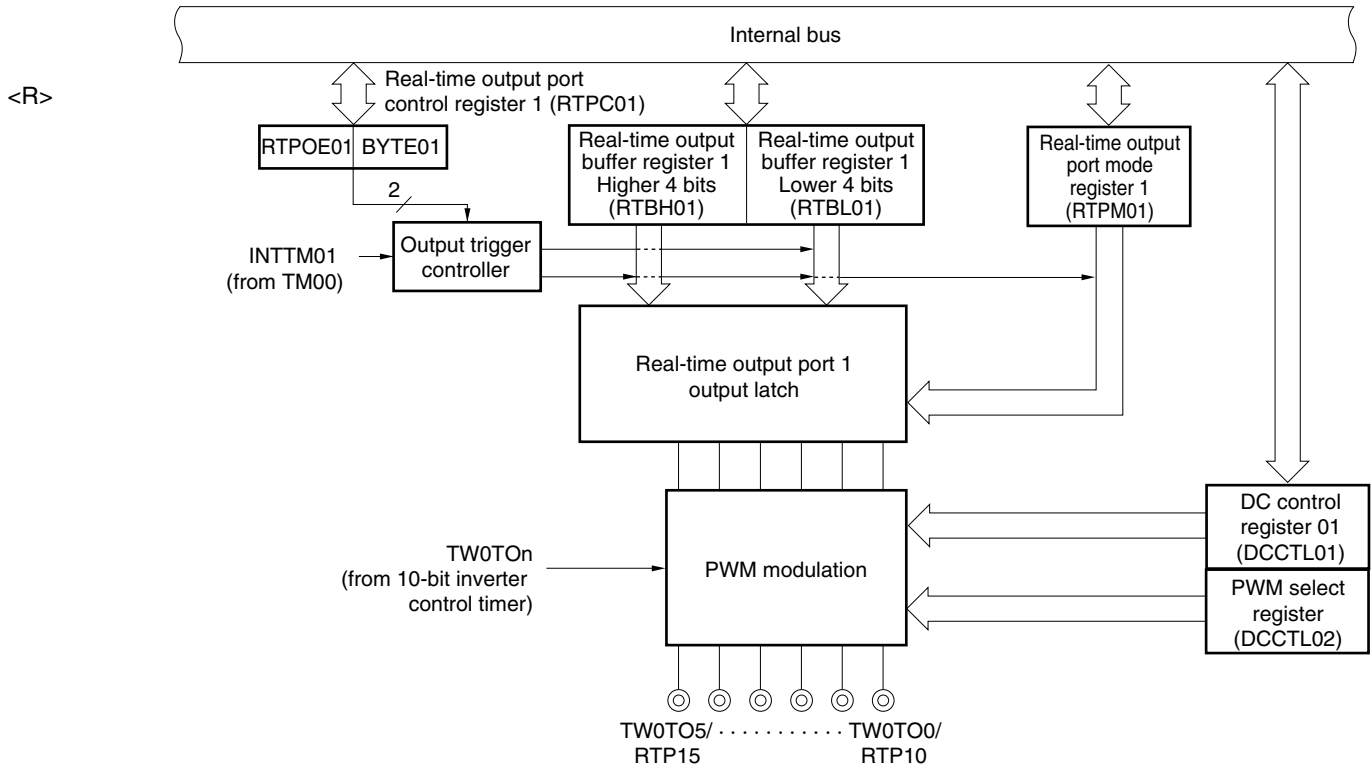 Internal bus
<R>
Real-time output port
control register 1 (RTPC01)
RTPOE01 BYTE01
Real-time output
buffer register 1
Higher 4 bits
(RTBH01)
Real-time output
buffer register 1
Lower 4 bits
(RTBL01)
Real-time output
port mode
register 1
(RTPM01)
2
INTTM01
(from TM00)
Output trigger
controller
Real-time output port 1
output latch
DC control
register 01
(DCCTL01)
TW0TOn
(from 10-bit inverter
control timer)
PWM modulation
PWM select
register
(DCCTL02)
TW0TO5/ · · · · · · · · · · · TW0TO0/
RTP15 RTP10